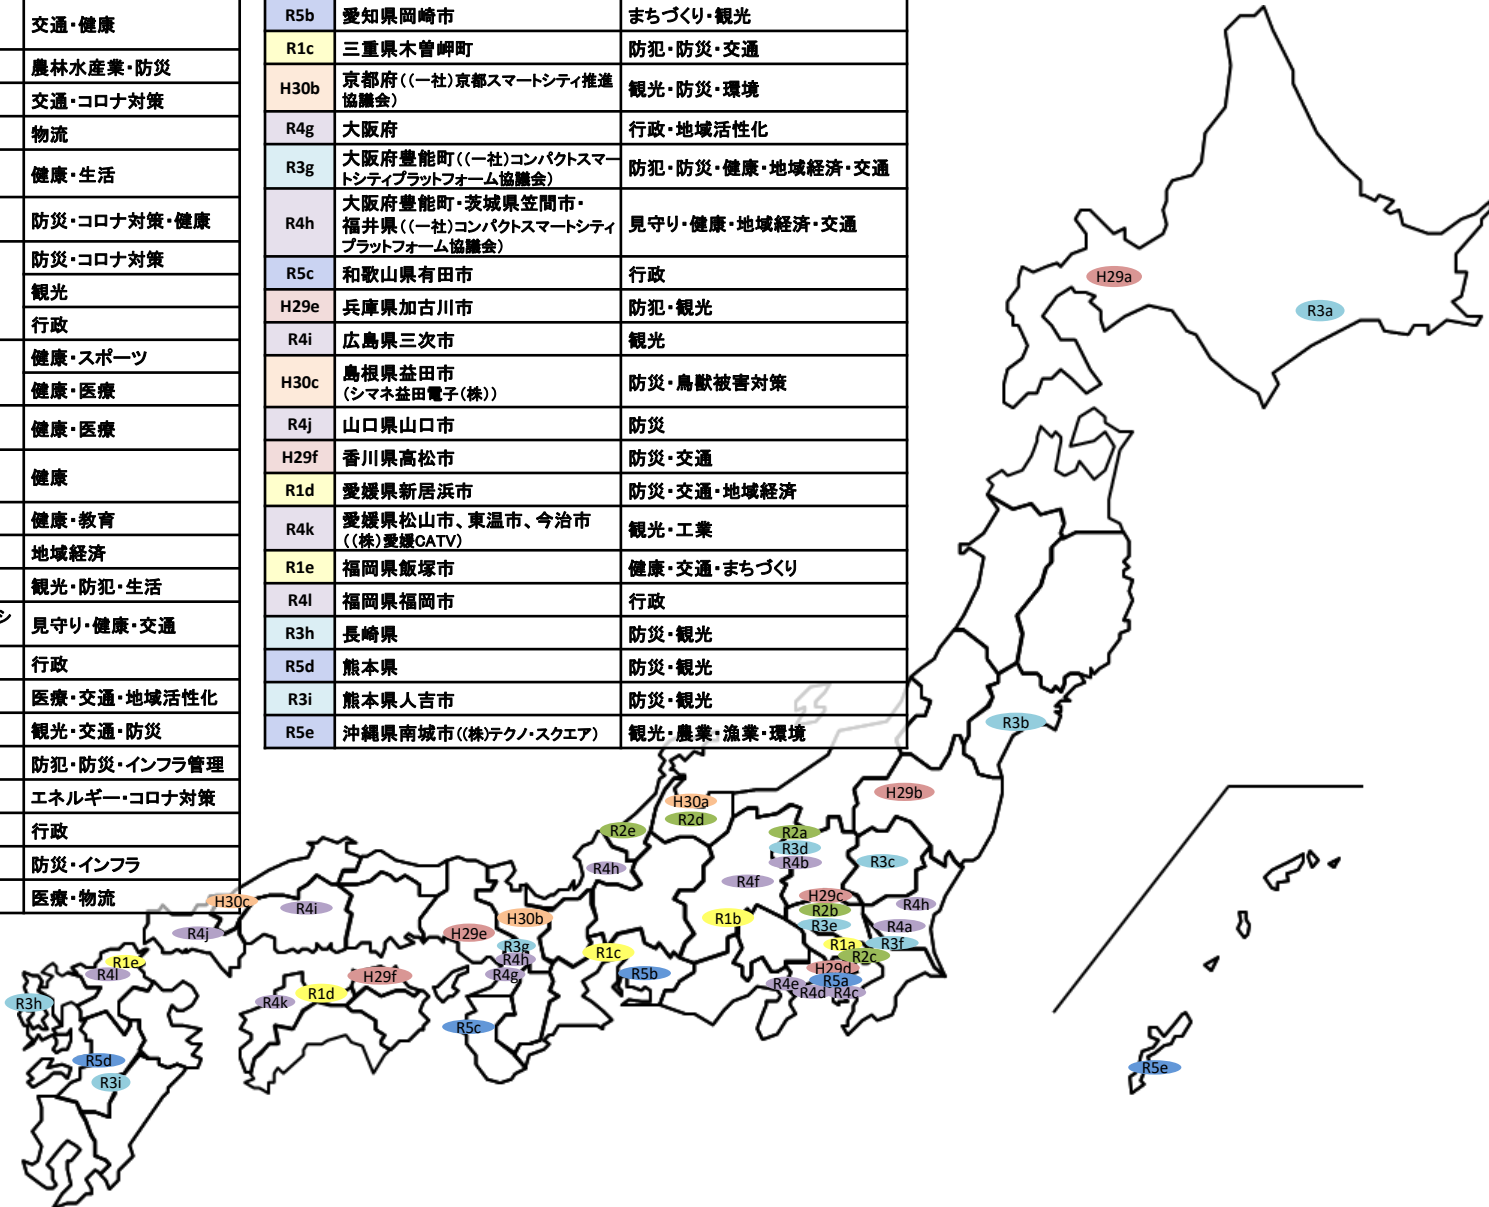 交通・健康
農林水産業・防災
交通・コロナ対策
物流
健康・生活
防災・コロナ対策・健康
防災・コロナ対策
観光
行政
健康・スポーツ
健康・医療
健康・医療
健康
健康・教育
地域経済
観光・防犯・生活
シ
見守り・健康・交通
行政
医療・交通・地域活性化
観光・交通・防災
防犯・防災・インフラ管理
エネルギー・コロナ対策
行政
防災・インフラ
医療・物流
R5b 愛知県岡崎市 まちづくり・観光
R1c 三重県木曽岬町 防犯・防災・交通
H30b 京都府((一社)京都スマートシティ推進
協議会) 観光・防災・環境
R4g 大阪府 行政・地域活性化
R3g 大阪府豊能町((一社)コンパクトスマー
トシティプラットフォーム協議会) 防犯・防災・健康・地域経済・交通
R4h 大阪府豊能町・茨城県笠間市・
福井県((一社)コンパクトスマートシティ
プラットフォーム協議会) 見守り・健康・地域経済・交通
R5c 和歌山県有田市 行政
H29e 兵庫県加古川市 防犯・観光
R4i 広島県三次市 観光
H30c 島根県益田市
(シマネ益田電子(株)) 防災・鳥獣被害対策
R4j 山口県山口市 防災
H29f 香川県高松市 防災・交通
R1d 愛媛県新居浜市 防災・交通・地域経済
R4k 愛媛県松山市、東温市、今治市
((株)愛媛CATV) 観光・工業
R1e 福岡県飯塚市 健康・交通・まちづくり
R4l 福岡県福岡市 行政
R3h 長崎県 防災・観光
R5d 熊本県 防災・観光
R3i 熊本県人吉市 防災・観光
R5e 沖縄県南城市((株)テクノ・スクエア) 観光・農業・漁業・環境
H29a
R3a
R3b
H29b
H30a
R2d
R2e
R4h
R2a
R3d
R4b
R3c
R4f
H29c
R2b
R3e
R4h
R4a
R1b
R1a
R3f
R2c
H29d
R5a
R4e
R4d
R4c
R1c
R5b
H30b
H29e
R3g
R4h
R4g
R5c
H30c
R4i
R4j
H29f
R1d
R4k
R1e
R4l
R3h
R5d
R3i
R5e